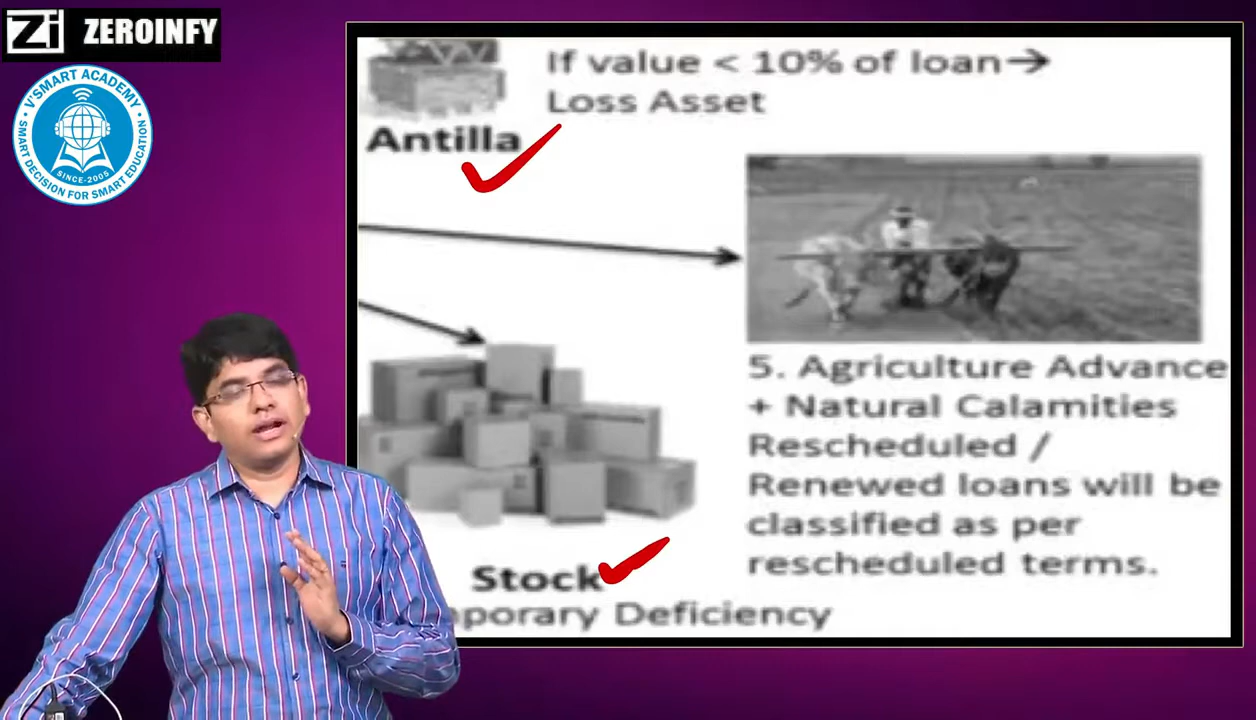 Zi ZEROINFY
V'SMART ACADEMY
SINCE-2005
SMART DECISION FOR SMART EDUCATION
If value < 10% of loan→
Loss Asset
Antilla
5. Agriculture Advance
+ Natural Calamities
Rescheduled /
Renewed loans will be
classified as per
rescheduled terms.
Stock
Deficiency